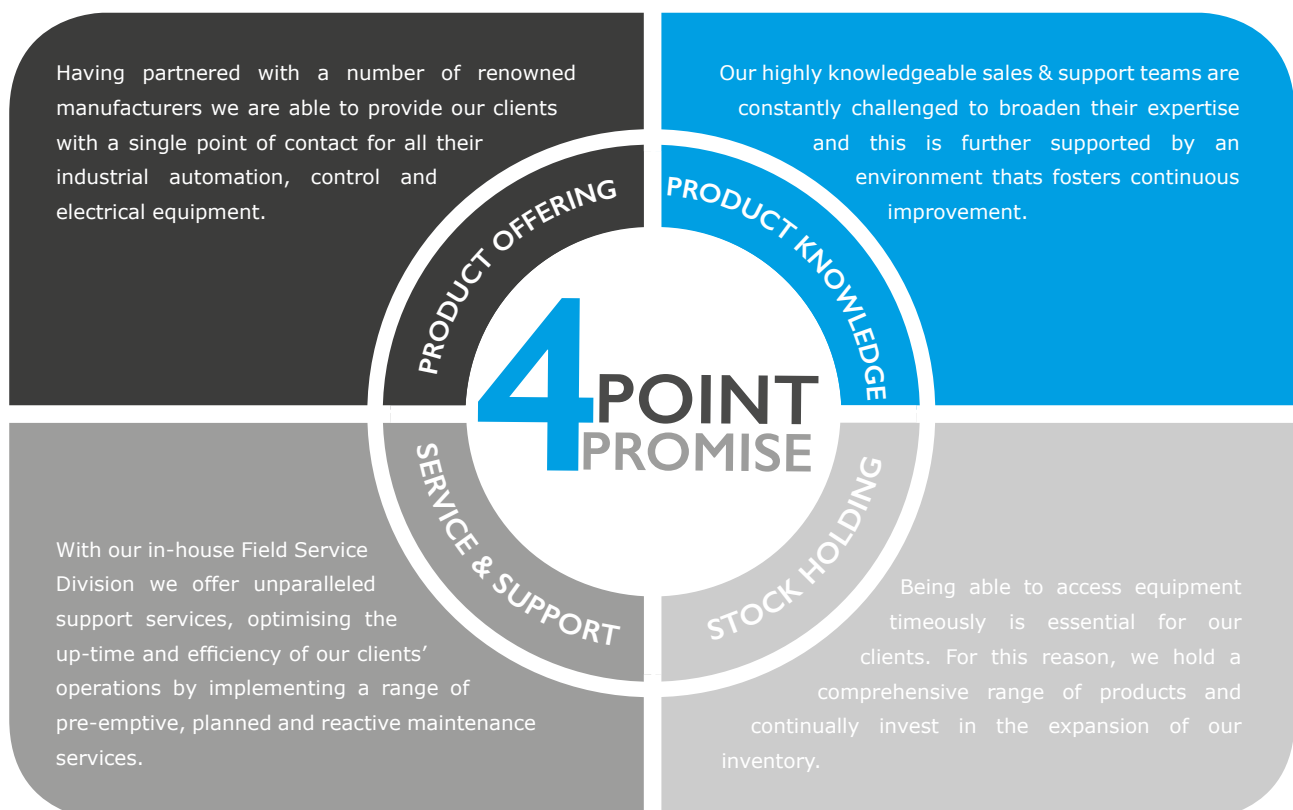 Having partnered with a number of renowned
manufacturers we are able to provide our clients
with a single point of contact for all their
industrial automation, control and
electrical equipment.
PRODUCT OFFERING
Our highly knowledgeable sales & support teams are
constantly challenged to broaden their expertise
and this is further supported by an
environment thats fosters continuous
improvement.
PRODUCT KNOWLEDGE
4 POINT
PROMISE
SERVICE & SUPPORT
With our in-house Field Service
Division we offer unparalleled
support services, optimising the
up-time and efficiency of our clients’
operations by implementing a range of
pre-emptive, planned and reactive maintenance
services.
STOCK HOLDING
Being able to access equipment
timeously is essential for our
clients. For this reason, we hold a
comprehensive range of products and
continually invest in the expansion of our
inventory.